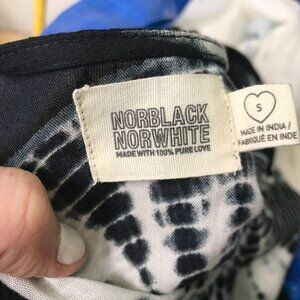 NORBLACK
NORWHITE
MADE WITH 100% PURE LOVE
S
MADE IN INDIA /
FABRIQUÉ EN INDE